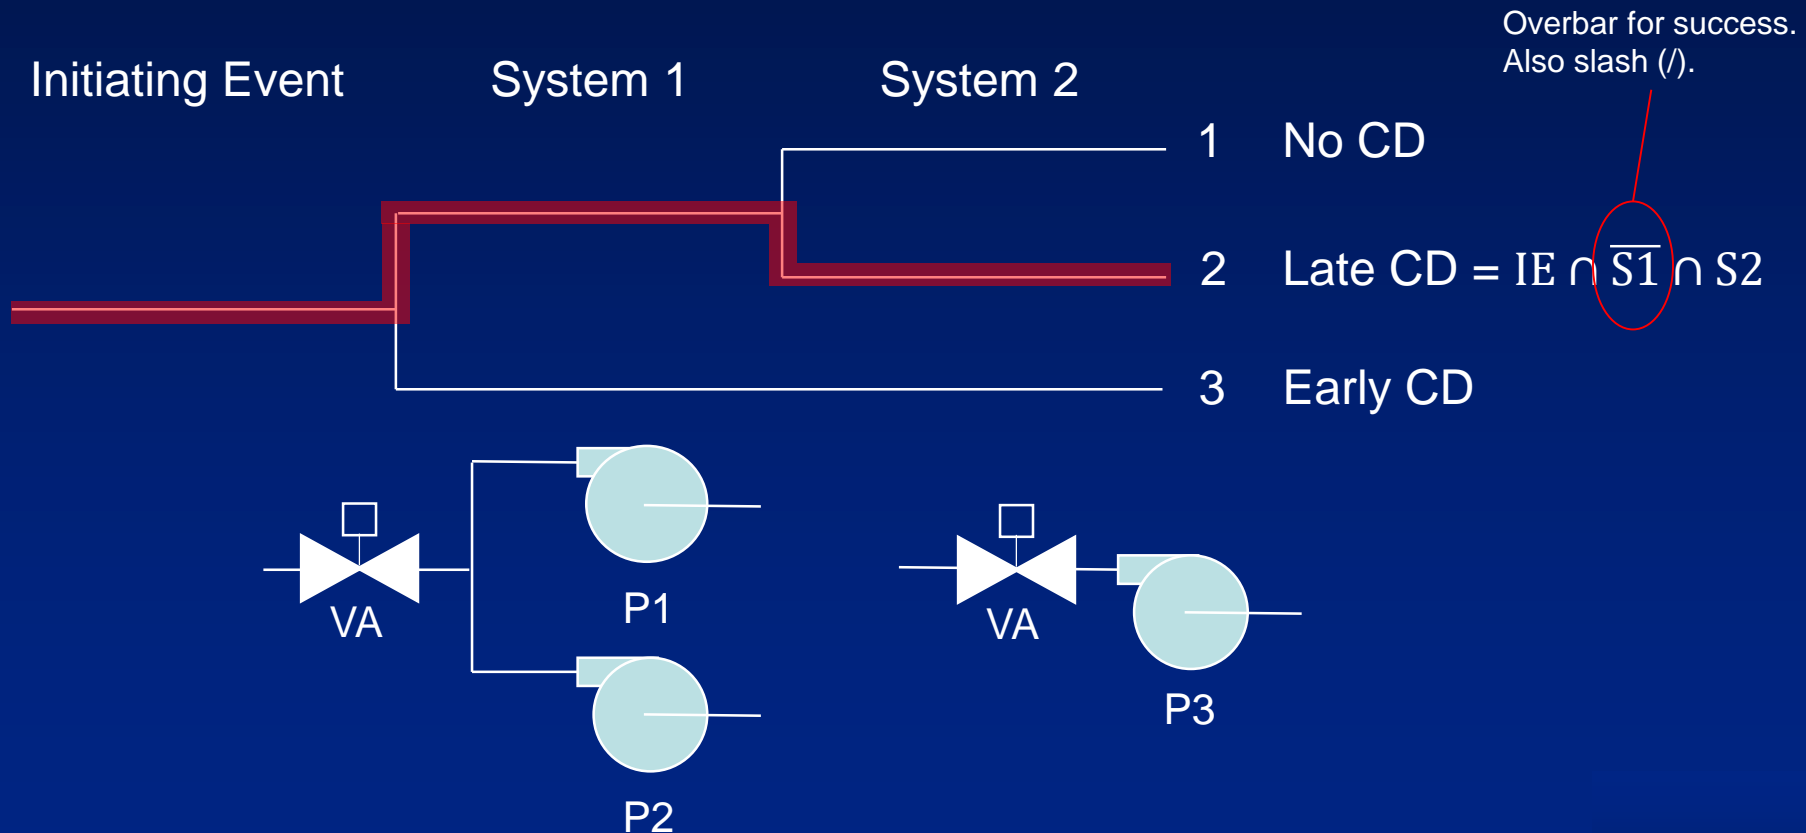 Overbar for success.
Also slash (/).
Initiating Event System 1 System 2
1 No CD
2 Late CD = IE ∩ S̅1̅ ∩ S2
3 Early CD
VA
P1
P2
VA
P3